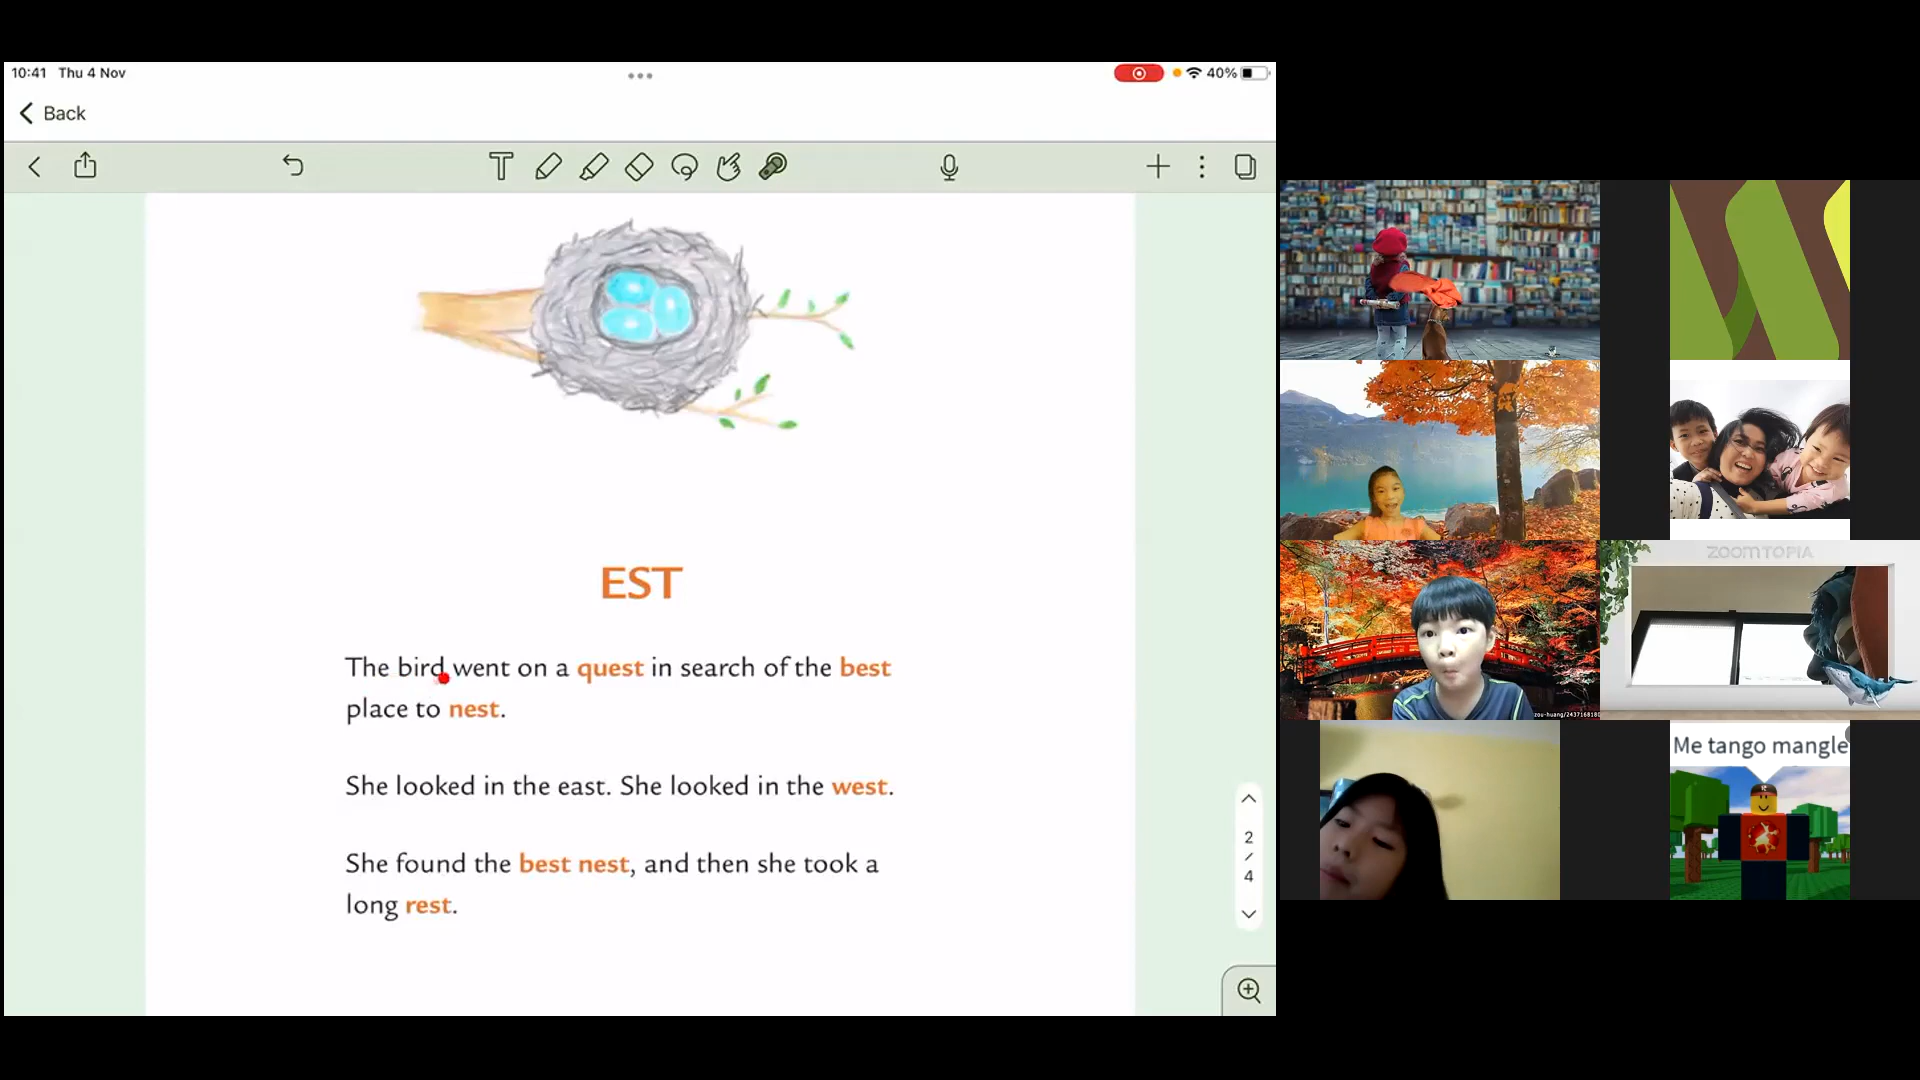 10:41 Thu 4 Nov
40%
Back
EST
The bird went on a quest in search of the best
place to nest.
She looked in the east. She looked in the west.
She found the best nest, and then she took a
long rest.
2
/
4
ZOOMTOPIA
Me tango mangle